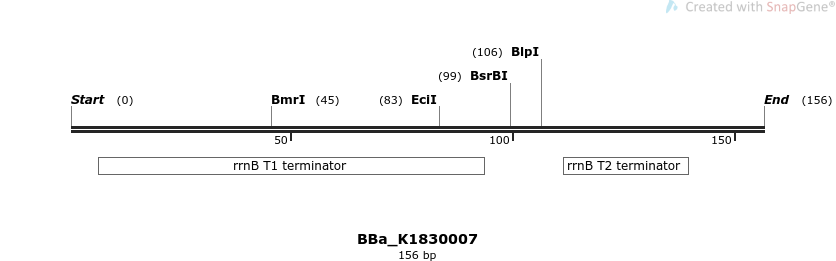 Created with SnapGene®
(106) BlpI
(99) BsrBI
Start (0) BmrI (45) (83) EciI End (156)
50 100 150
rrnB T1 terminator rrnB T2 terminator
BBa_K1830007
156 bp